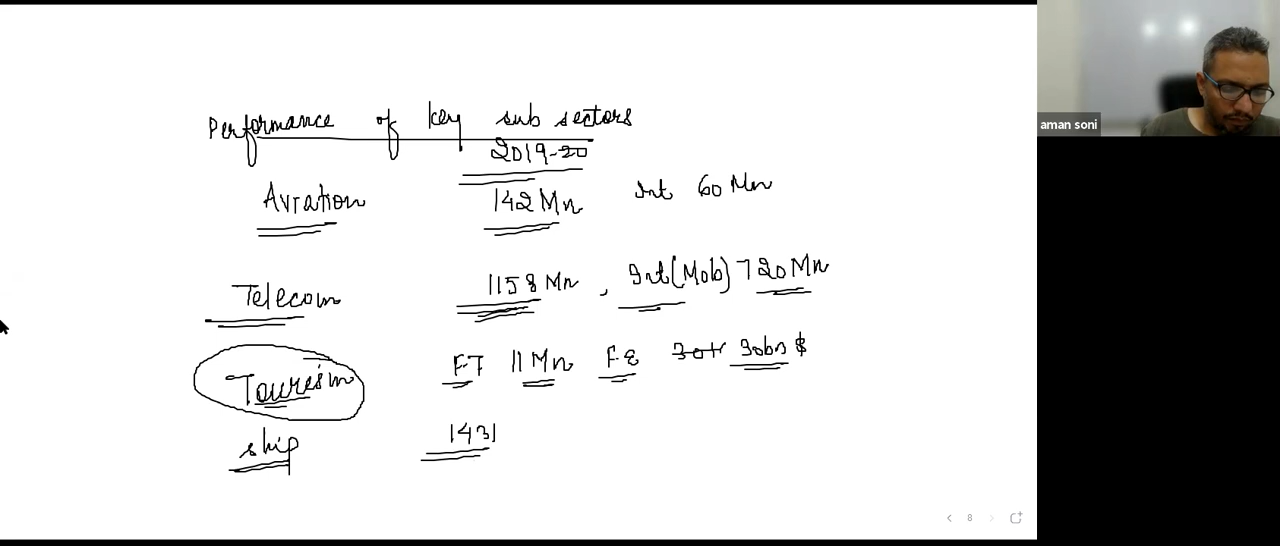 Performance of key sub sectors
2019-20
Aviation 142 Mn Int 60 Mn
Telecom 1158 Mn , Int (Mob) 720 Mn
Tourism FT 11 Mn FE 30bn $
ship 1431
aman soni
8